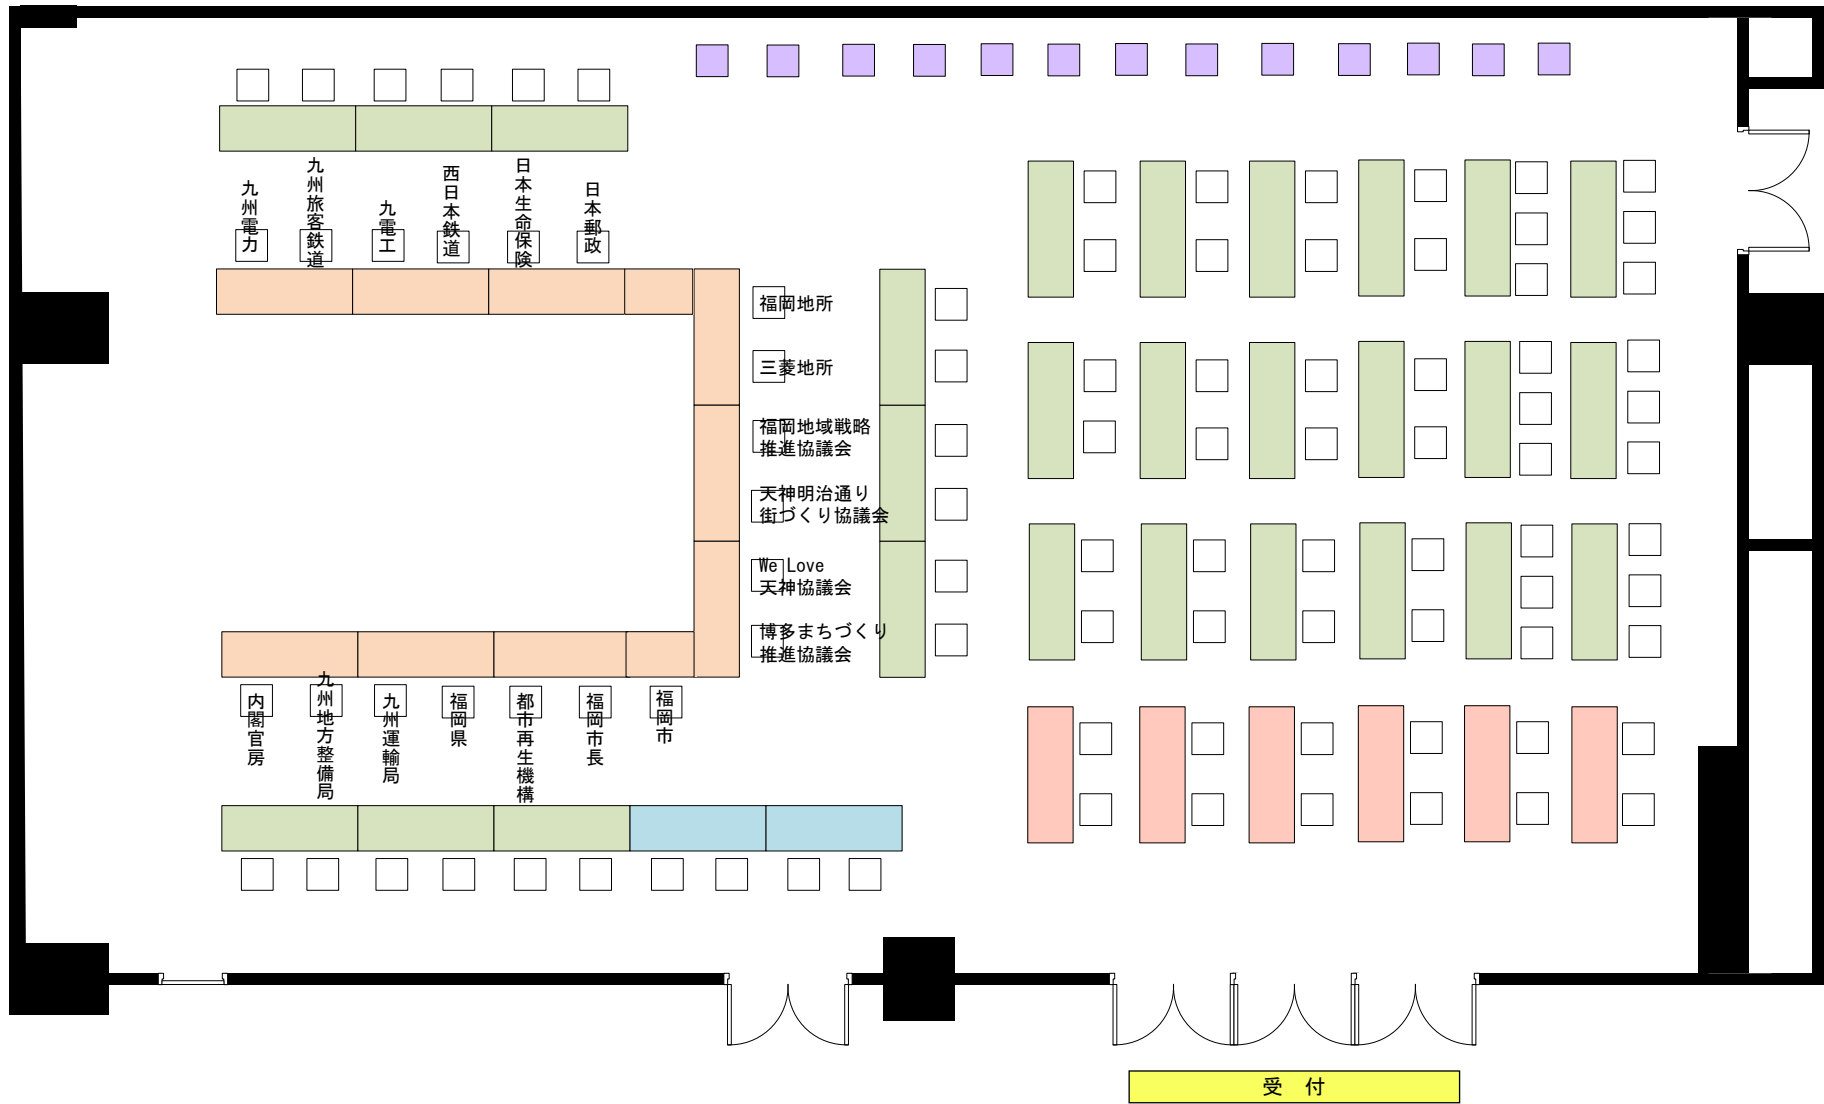 九州電力
九州旅客鉄道
九電工
西日本鉄道
日本生命保険
日本郵政
福岡地所
三菱地所
福岡地域戦略
推進協議会
天神明治通り
街づくり協議会
We Love
天神協議会
博多まちづくり
推進協議会
内閣官房
九州地方整備局
九州運輸局
福岡県
都市再生機構
福岡市長
福岡市
受　付